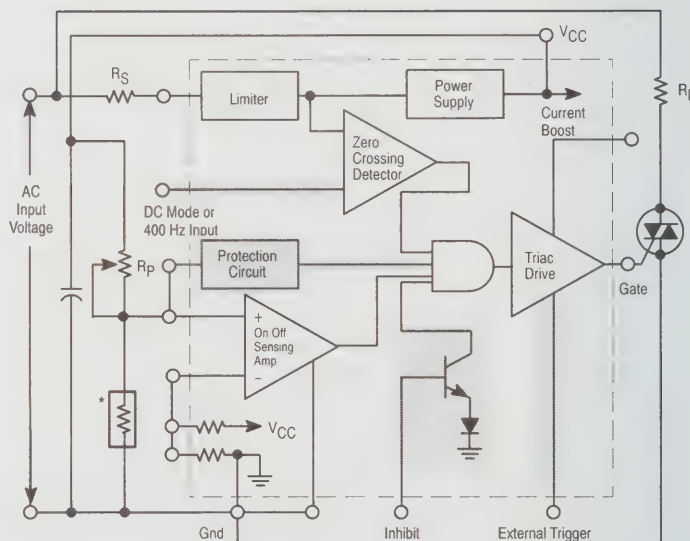 VCC
RS
Limiter
Power
Supply
Current
Boost
Zero
Crossing
Detector
AC
Input
Voltage
DC Mode or
400 Hz Input
RP
Protection
Circuit
Triac
Drive
Gate
+
On Off
Sensing
Amp
−
*
VCC
Gnd
Inhibit
External Trigger